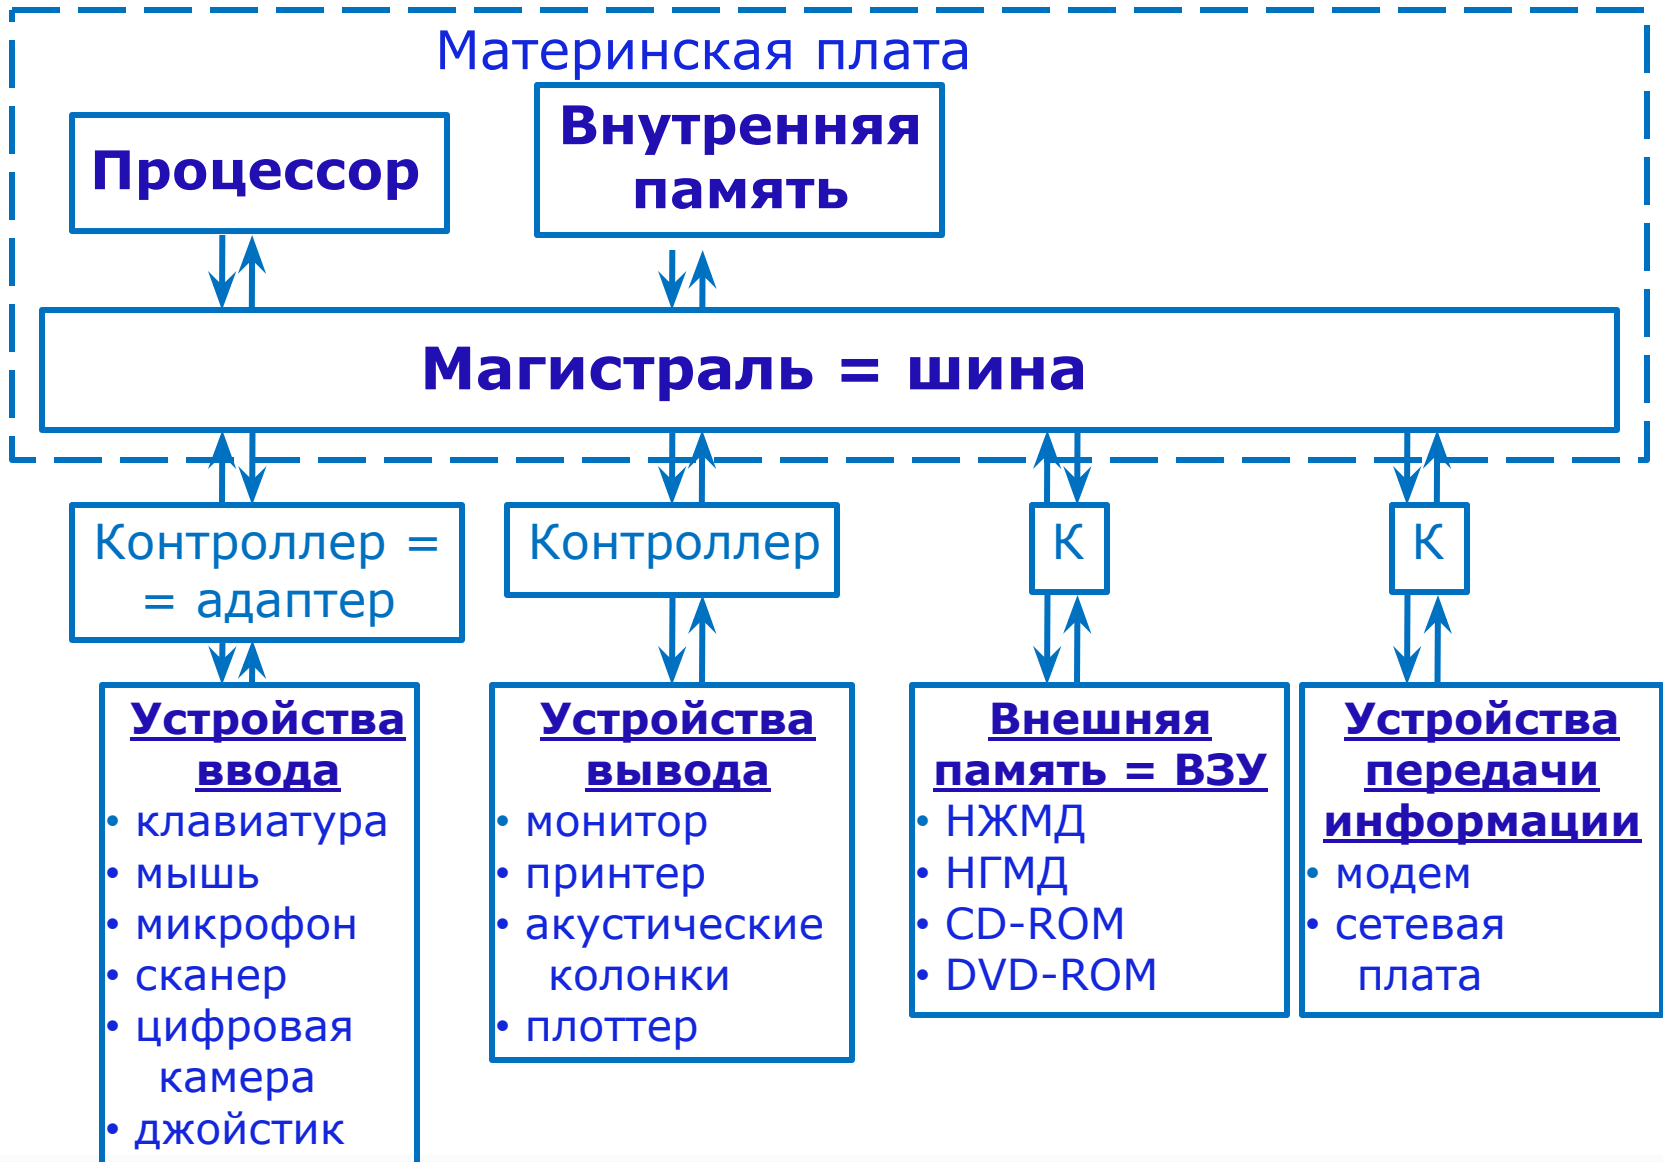 Материнская плата
Процессор
Внутренняя
память
Магистраль = шина
Контроллер =
= адаптер
Контроллер
К
К
Устройства
ввода
• клавиатура
• мышь
• микрофон
• сканер
• цифровая
камера
• джойстик
Устройства
вывода
• монитор
• принтер
• акустические
колонки
• плоттер
Внешняя
память = ВЗУ
• НЖМД
• НГМД
• CD-ROM
• DVD-ROM
Устройства
передачи
информации
• модем
• сетевая
плата